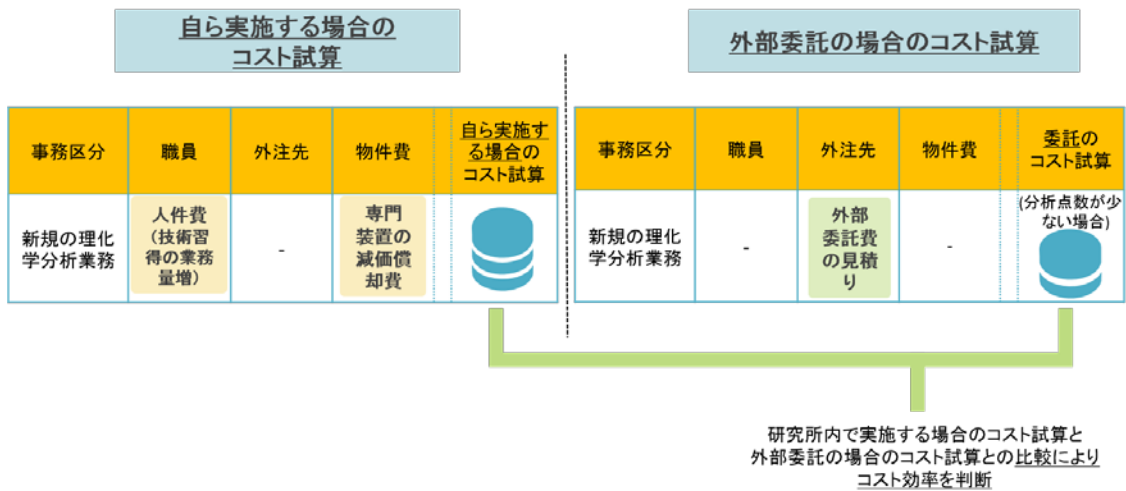 自ら実施する場合の
コスト試算
外部委託の場合のコスト試算
事務区分
職員
外注先
物件費
自ら実施す
る場合の
コスト試算
新規の理化
学分析業務
人件費
(技術習
得の業務
量増)
-
専門
装置の
減価償
却費
事務区分
職員
外注先
物件費
委託の
コスト試算
新規の理化
学分析業務
-
外部
委託費
の見積
り
-
(分析点数が少
ない場合)
研究所内で実施する場合のコスト試算と
外部委託の場合のコスト試算との比較により
コスト効率を判断